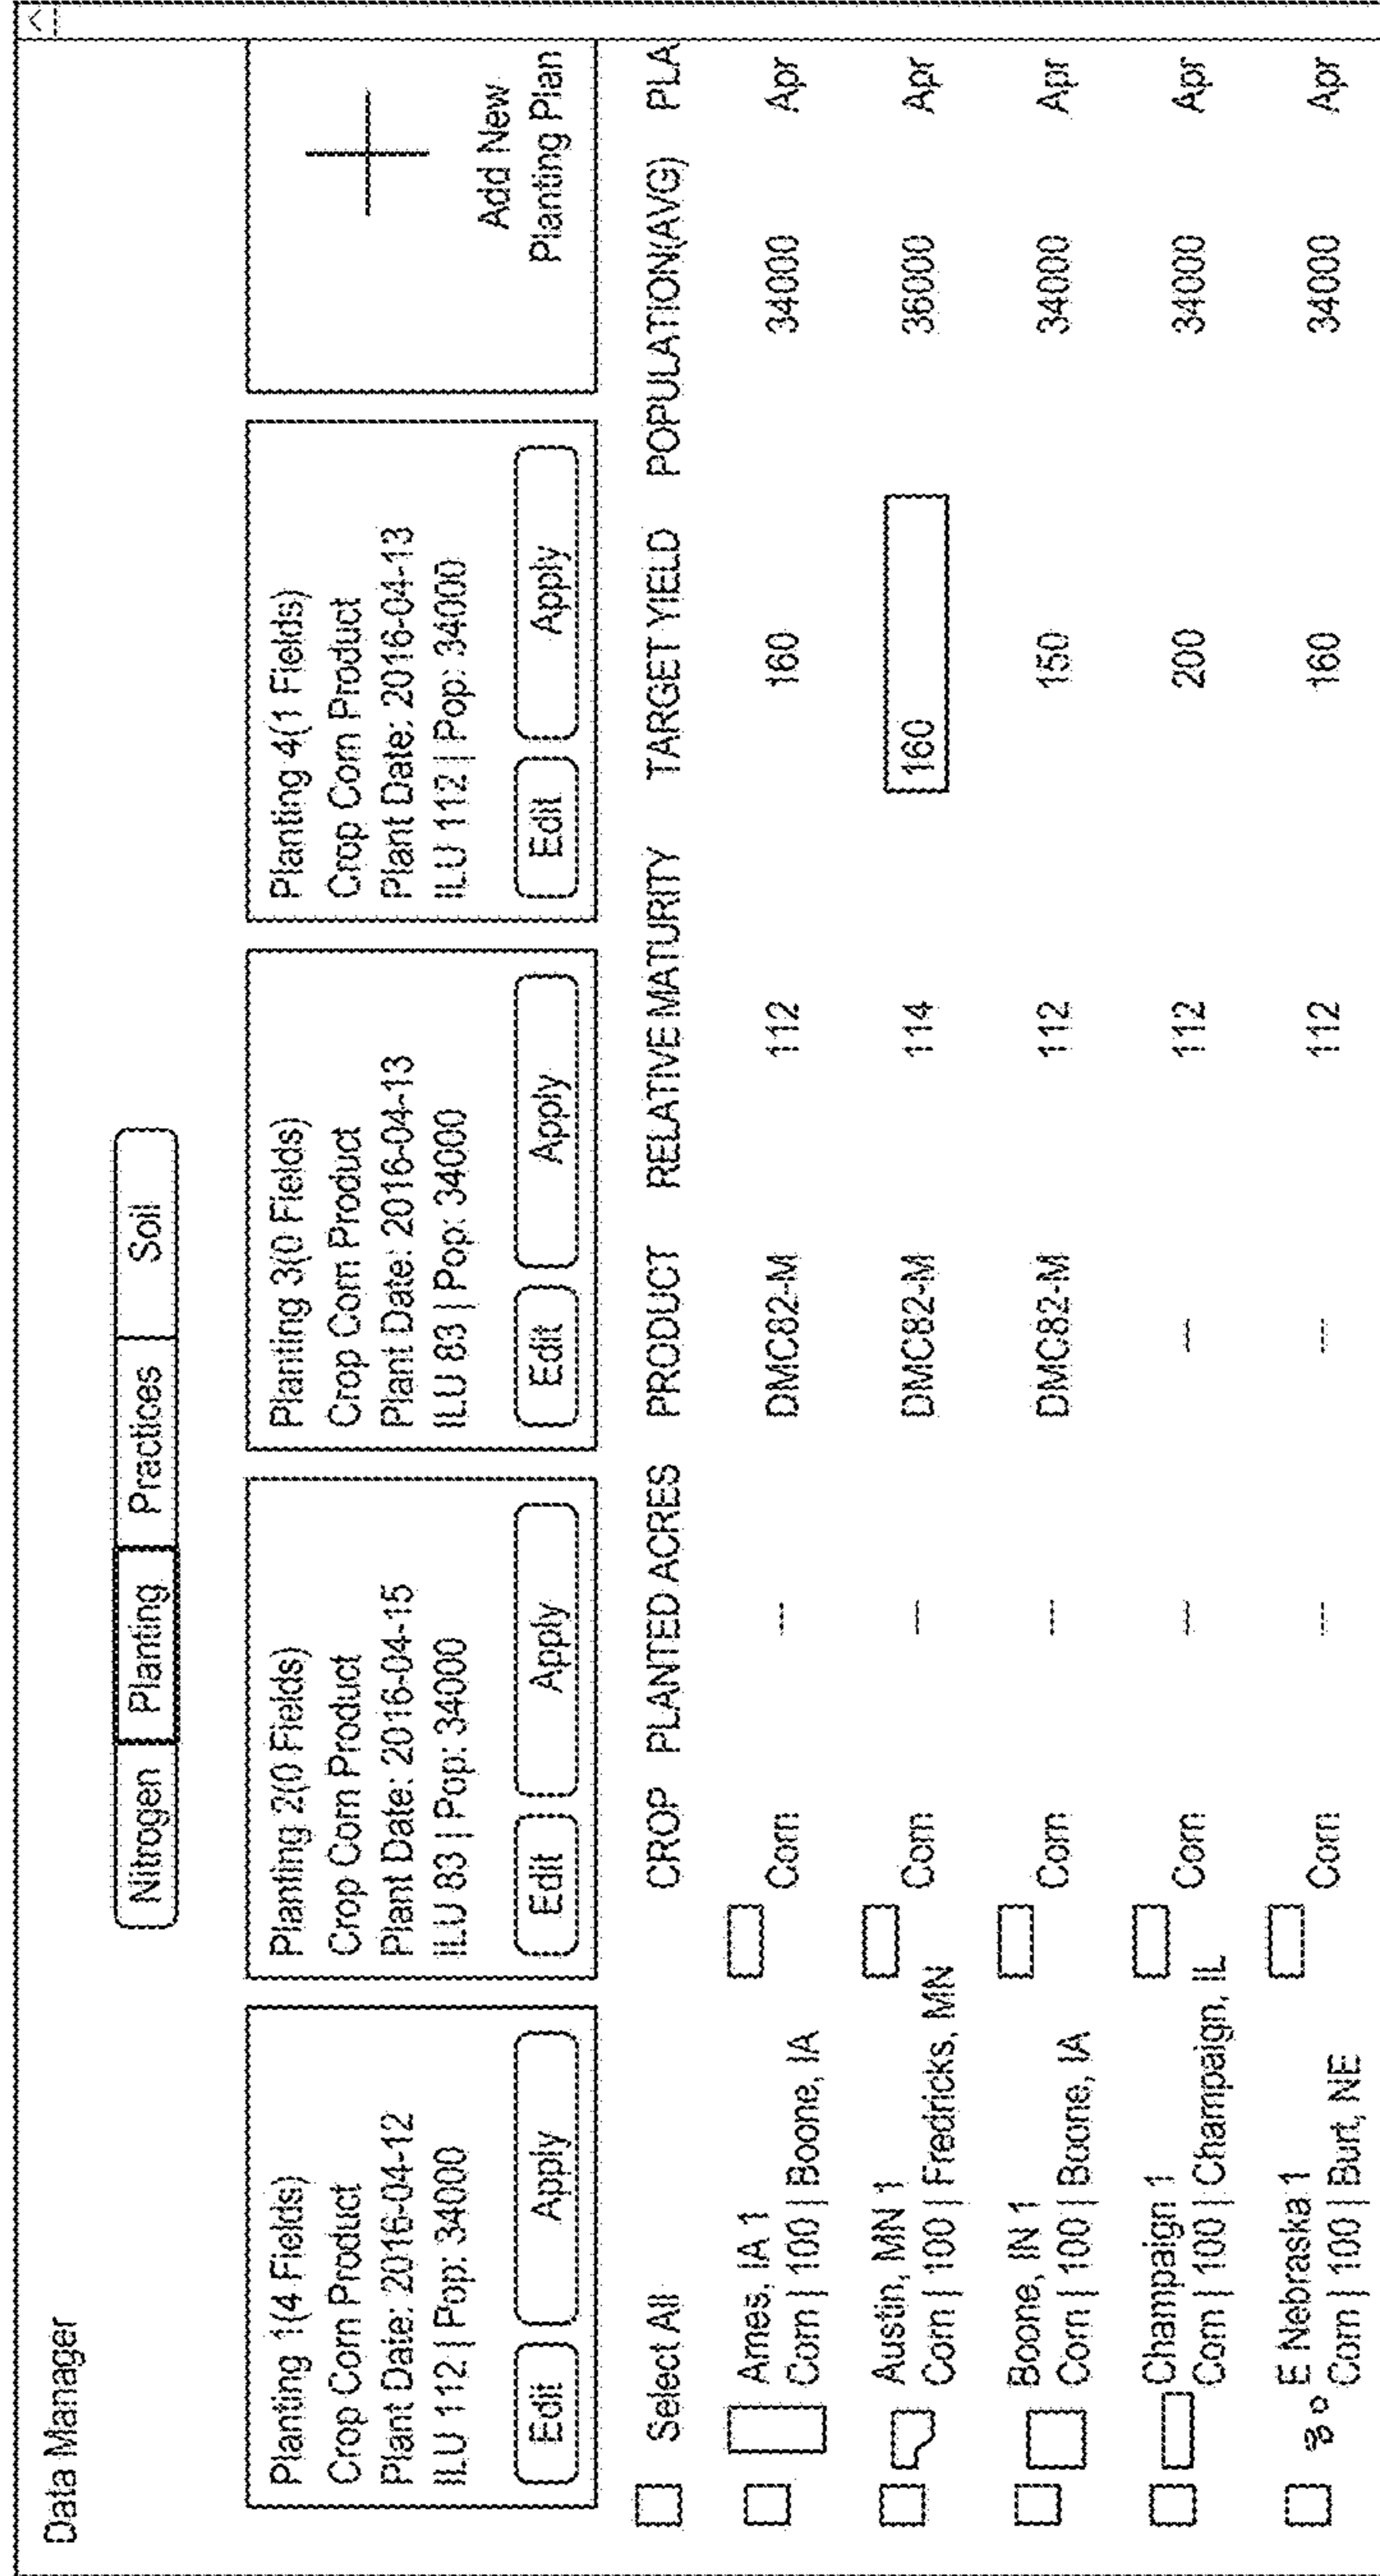 Data Manager
Nitrogen Planting Practices Soil
Planting 1(4 Fields)
Crop Corn Product
Plant Date: 2016-04-12
ILU 112 | Pop: 34000
Edit Apply
Planting 2(0 Fields)
Crop Corn Product
Plant Date: 2016-04-15
ILU 83 | Pop: 34000
Edit Apply
Planting 3(0 Fields)
Crop Corn Product
Plant Date: 2016-04-13
ILU 83 | Pop: 34000
Edit Apply
Planting 4(1 Fields)
Crop Corn Product
Plant Date: 2016-04-13
ILU 112 | Pop: 34000
Edit Apply
Add New
Planting Plan
Select All CROP PLANTED ACRES PRODUCT RELATIVE MATURITY TARGET YIELD POPULATION(AVG) PLA
Ames, IA 1
Corn | 100 | Boone, IA Corn --- DMC82-M 112 160 34000 Apr
Austin, MN 1
Corn | 100 | Fredricks, MN Corn --- DMC82-M 114 160 36000 Apr
Boone, IN 1
Corn | 100 | Boone, IA Corn --- DMC82-M 112 150 34000 Apr
Champaign 1
Corn | 100 | Champaign, IL Corn --- --- 112 200 34000 Apr
E Nebraska 1
Corn | 100 | Burt, NE Corn --- --- 112 160 34000 Apr